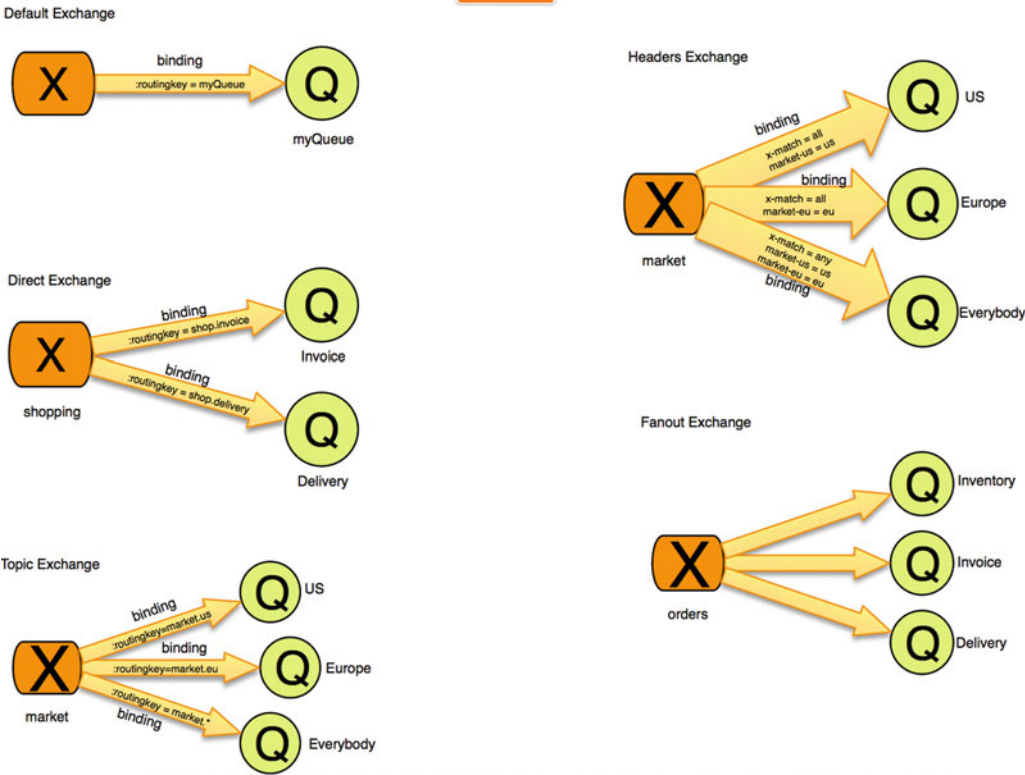 Default Exchange
X
binding
:routingkey = myQueue
Q
myQueue
Direct Exchange
X
shopping
binding
:routingkey = shop.invoice
Q
Invoice
binding
:routingkey = shop.delivery
Q
Delivery
Topic Exchange
X
market
binding
:routingkey=market.us
Q
US
binding
:routingkey=market.eu
Q
Europe
:routingkey = market.*
binding
Q
Everybody
Headers Exchange
X
market
binding
x-match = all
market-us = us
Q
US
binding
x-match = all
market-eu = eu
Q
Europe
x-match = any
market-us = us
market-eu = eu
binding
Q
Everybody
Fanout Exchange
X
orders
Q
Inventory
Q
Invoice
Q
Delivery